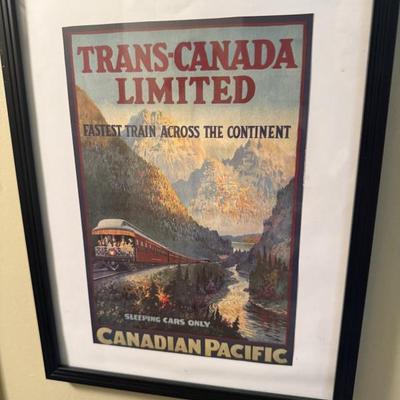 TRANS-CANADA
LIMITED
FASTEST TRAIN ACROSS THE CONTINENT
SLEEPING CARS ONLY
CANADIAN PACIFIC